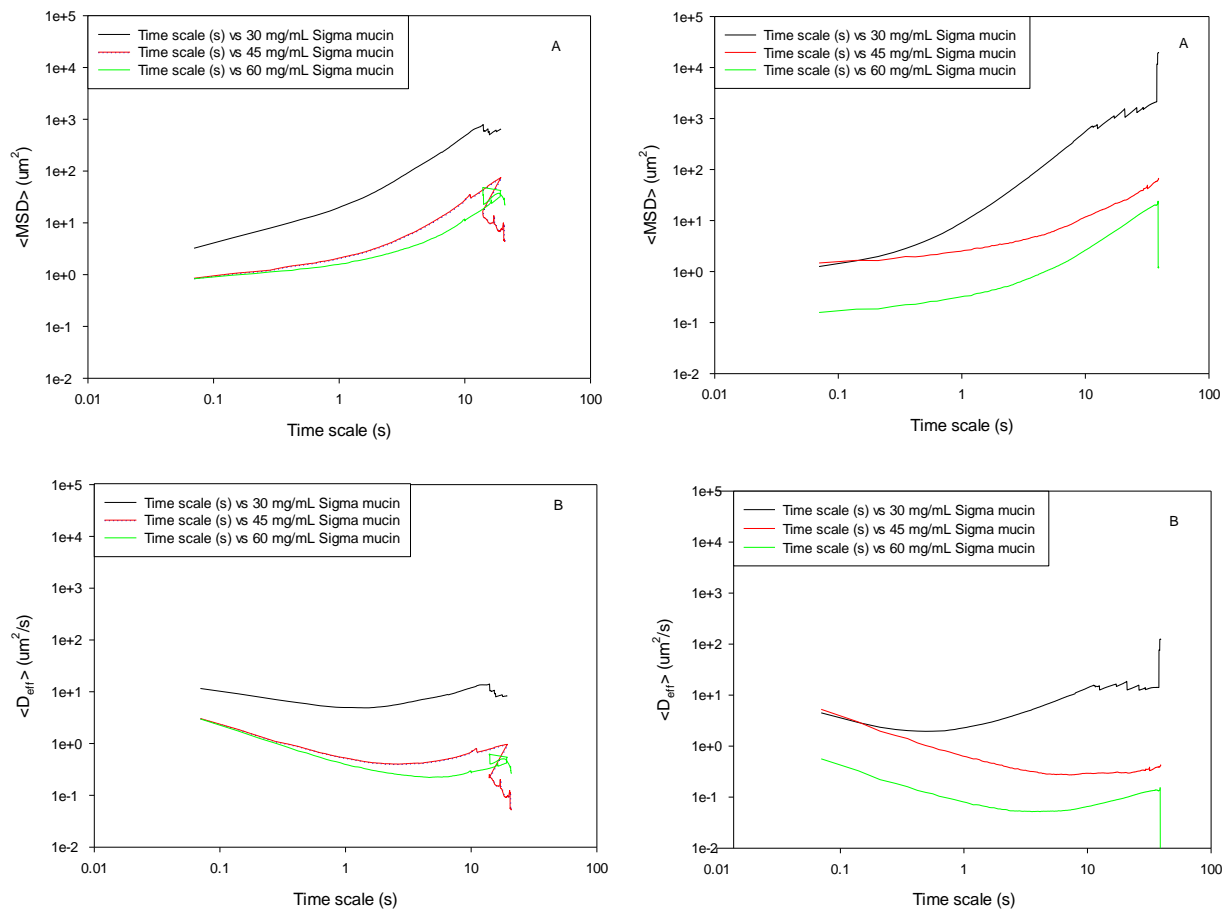 Time scale (s) vs 30 mg/mL Sigma mucin
Time scale (s) vs 45 mg/mL Sigma mucin
Time scale (s) vs 60 mg/mL Sigma mucin
A
1e+5
1e+4
1e+3
1e+2
1e+1
1e+0
1e-1
1e-2
<MSD> (um²)
0.01 0.1 1 10 100
Time scale (s)
Time scale (s) vs 30 mg/mL Sigma mucin
Time scale (s) vs 45 mg/mL Sigma mucin
Time scale (s) vs 60 mg/mL Sigma mucin
A
1e+5
1e+4
1e+3
1e+2
1e+1
1e+0
1e-1
1e-2
<MSD> (um²)
0.01 0.1 1 10 100
Time scale (s)
Time scale (s) vs 30 mg/mL Sigma mucin
Time scale (s) vs 45 mg/mL Sigma mucin
Time scale (s) vs 60 mg/mL Sigma mucin
B
1e+5
1e+4
1e+3
1e+2
1e+1
1e+0
1e-1
1e-2
<D_eff> (um²/s)
0.01 0.1 1 10 100
Time scale (s)
Time scale (s) vs 30 mg/mL Sigma mucin
Time scale (s) vs 45 mg/mL Sigma mucin
Time scale (s) vs 60 mg/mL Sigma mucin
B
1e+5
1e+4
1e+3
1e+2
1e+1
1e+0
1e-1
1e-2
<D_eff> (um²/s)
0.01 0.1 1 10 100
Time scale (s)